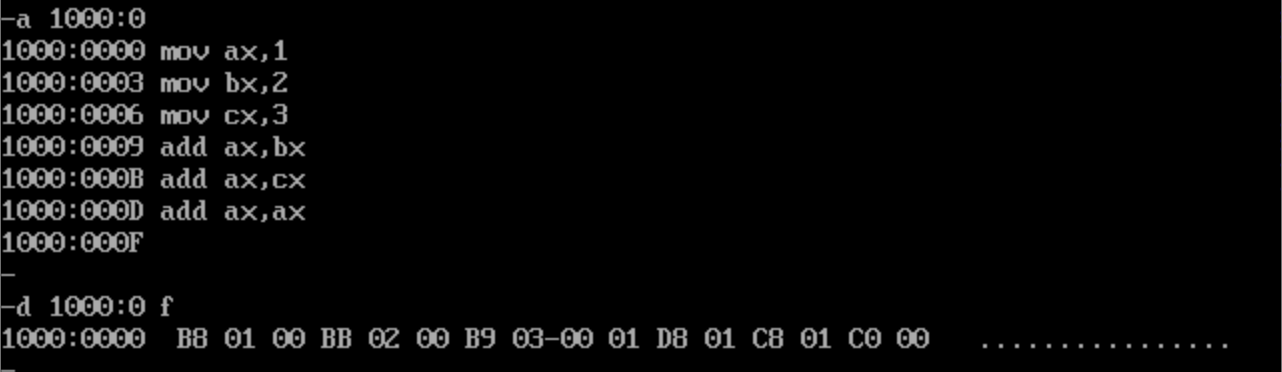 -a 1000:0
1000:0000 mov ax,1
1000:0003 mov bx,2
1000:0006 mov cx,3
1000:0009 add ax,bx
1000:000B add ax,cx
1000:000D add ax,ax
1000:000F
-
-d 1000:0 f
1000:0000  B8 01 00 BB 02 00 B9 03-00 01 D8 01 C8 01 C0 00   ................
-